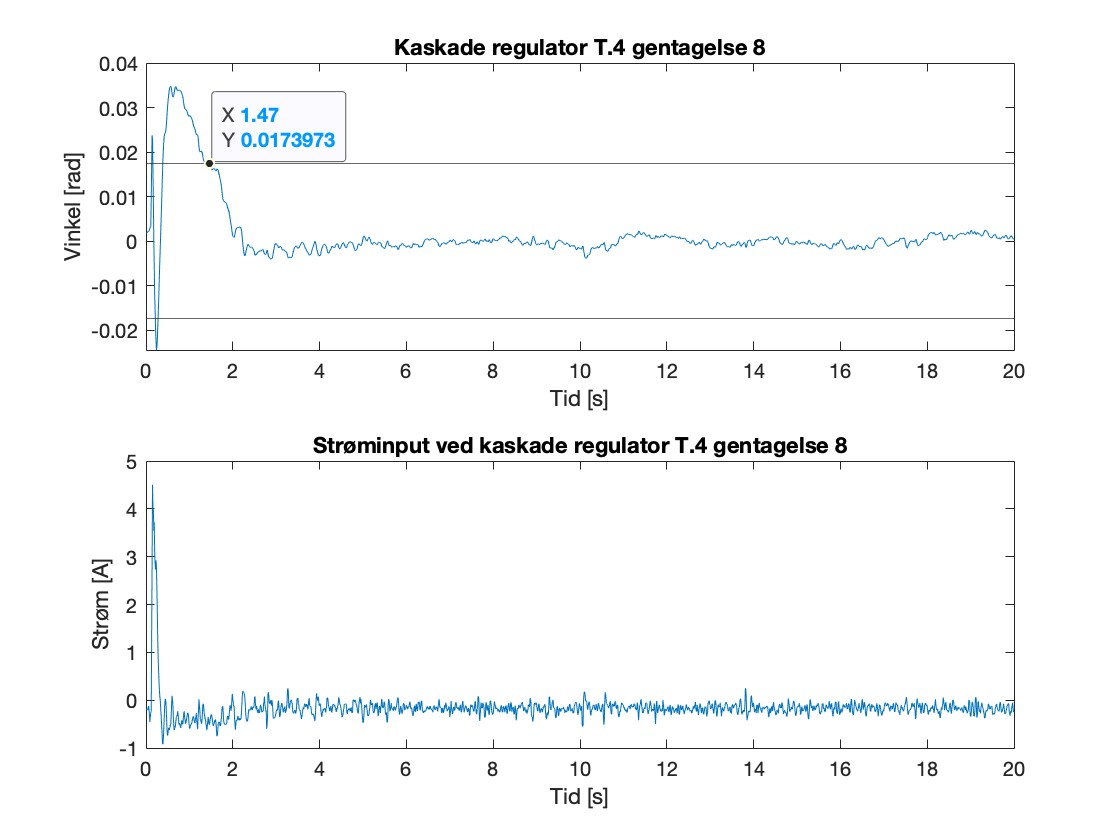 Kaskade regulator T.4 gentagelse 8
0.04
0.03
0.02
0.01
0
-0.01
-0.02
Vinkel [rad]
X 1.47
Y 0.0173973
0 2 4 6 8 10 12 14 16 18 20
Tid [s]
Strøminput ved kaskade regulator T.4 gentagelse 8
5
4
3
2
1
0
-1
Strøm [A]
0 2 4 6 8 10 12 14 16 18 20
Tid [s]